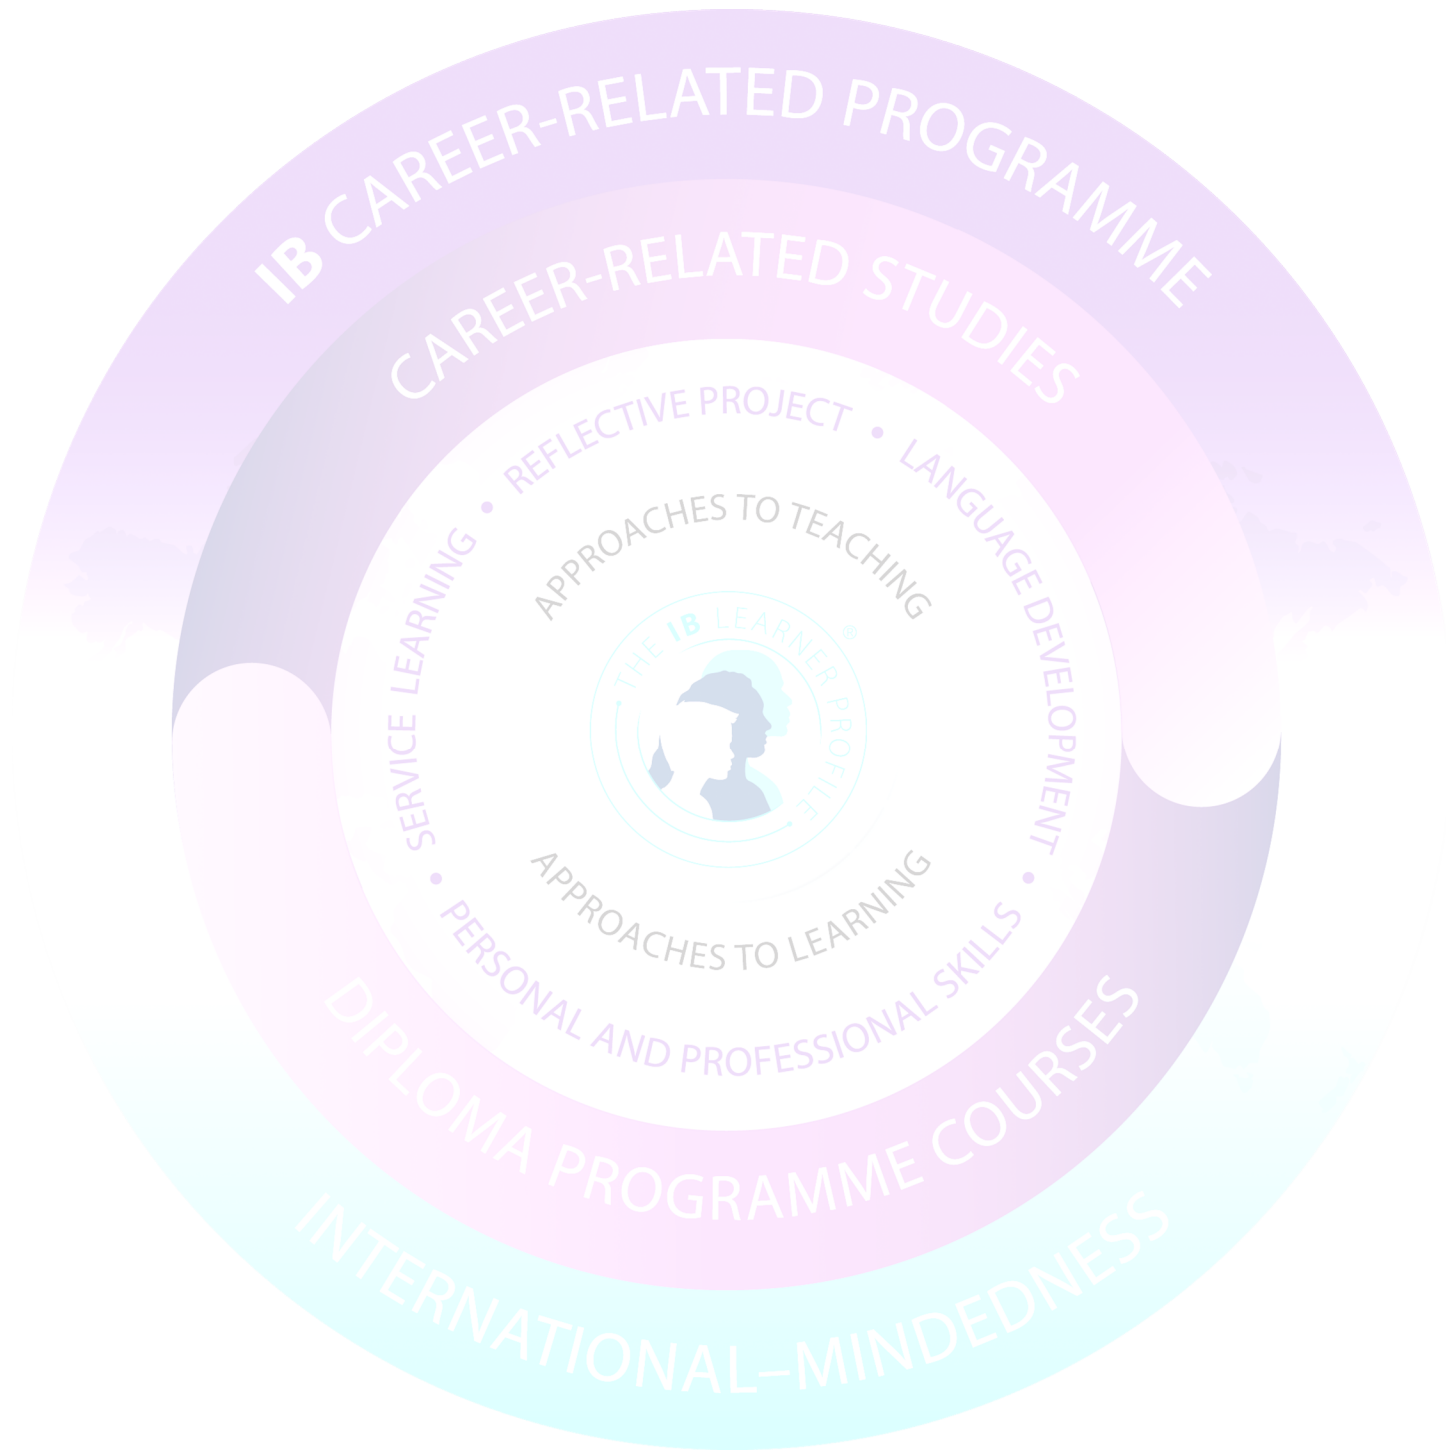 IB CAREER-RELATED PROGRAMME
CAREER-RELATED STUDIES
REFLECTIVE PROJECT • LANGUAGE DEVELOPMENT • PERSONAL AND PROFESSIONAL SKILLS • SERVICE LEARNING •
APPROACHES TO TEACHING
• THE IB LEARNER PROFILE •
®
APPROACHES TO LEARNING
DIPLOMA PROGRAMME COURSES
INTERNATIONAL–MINDEDNESS